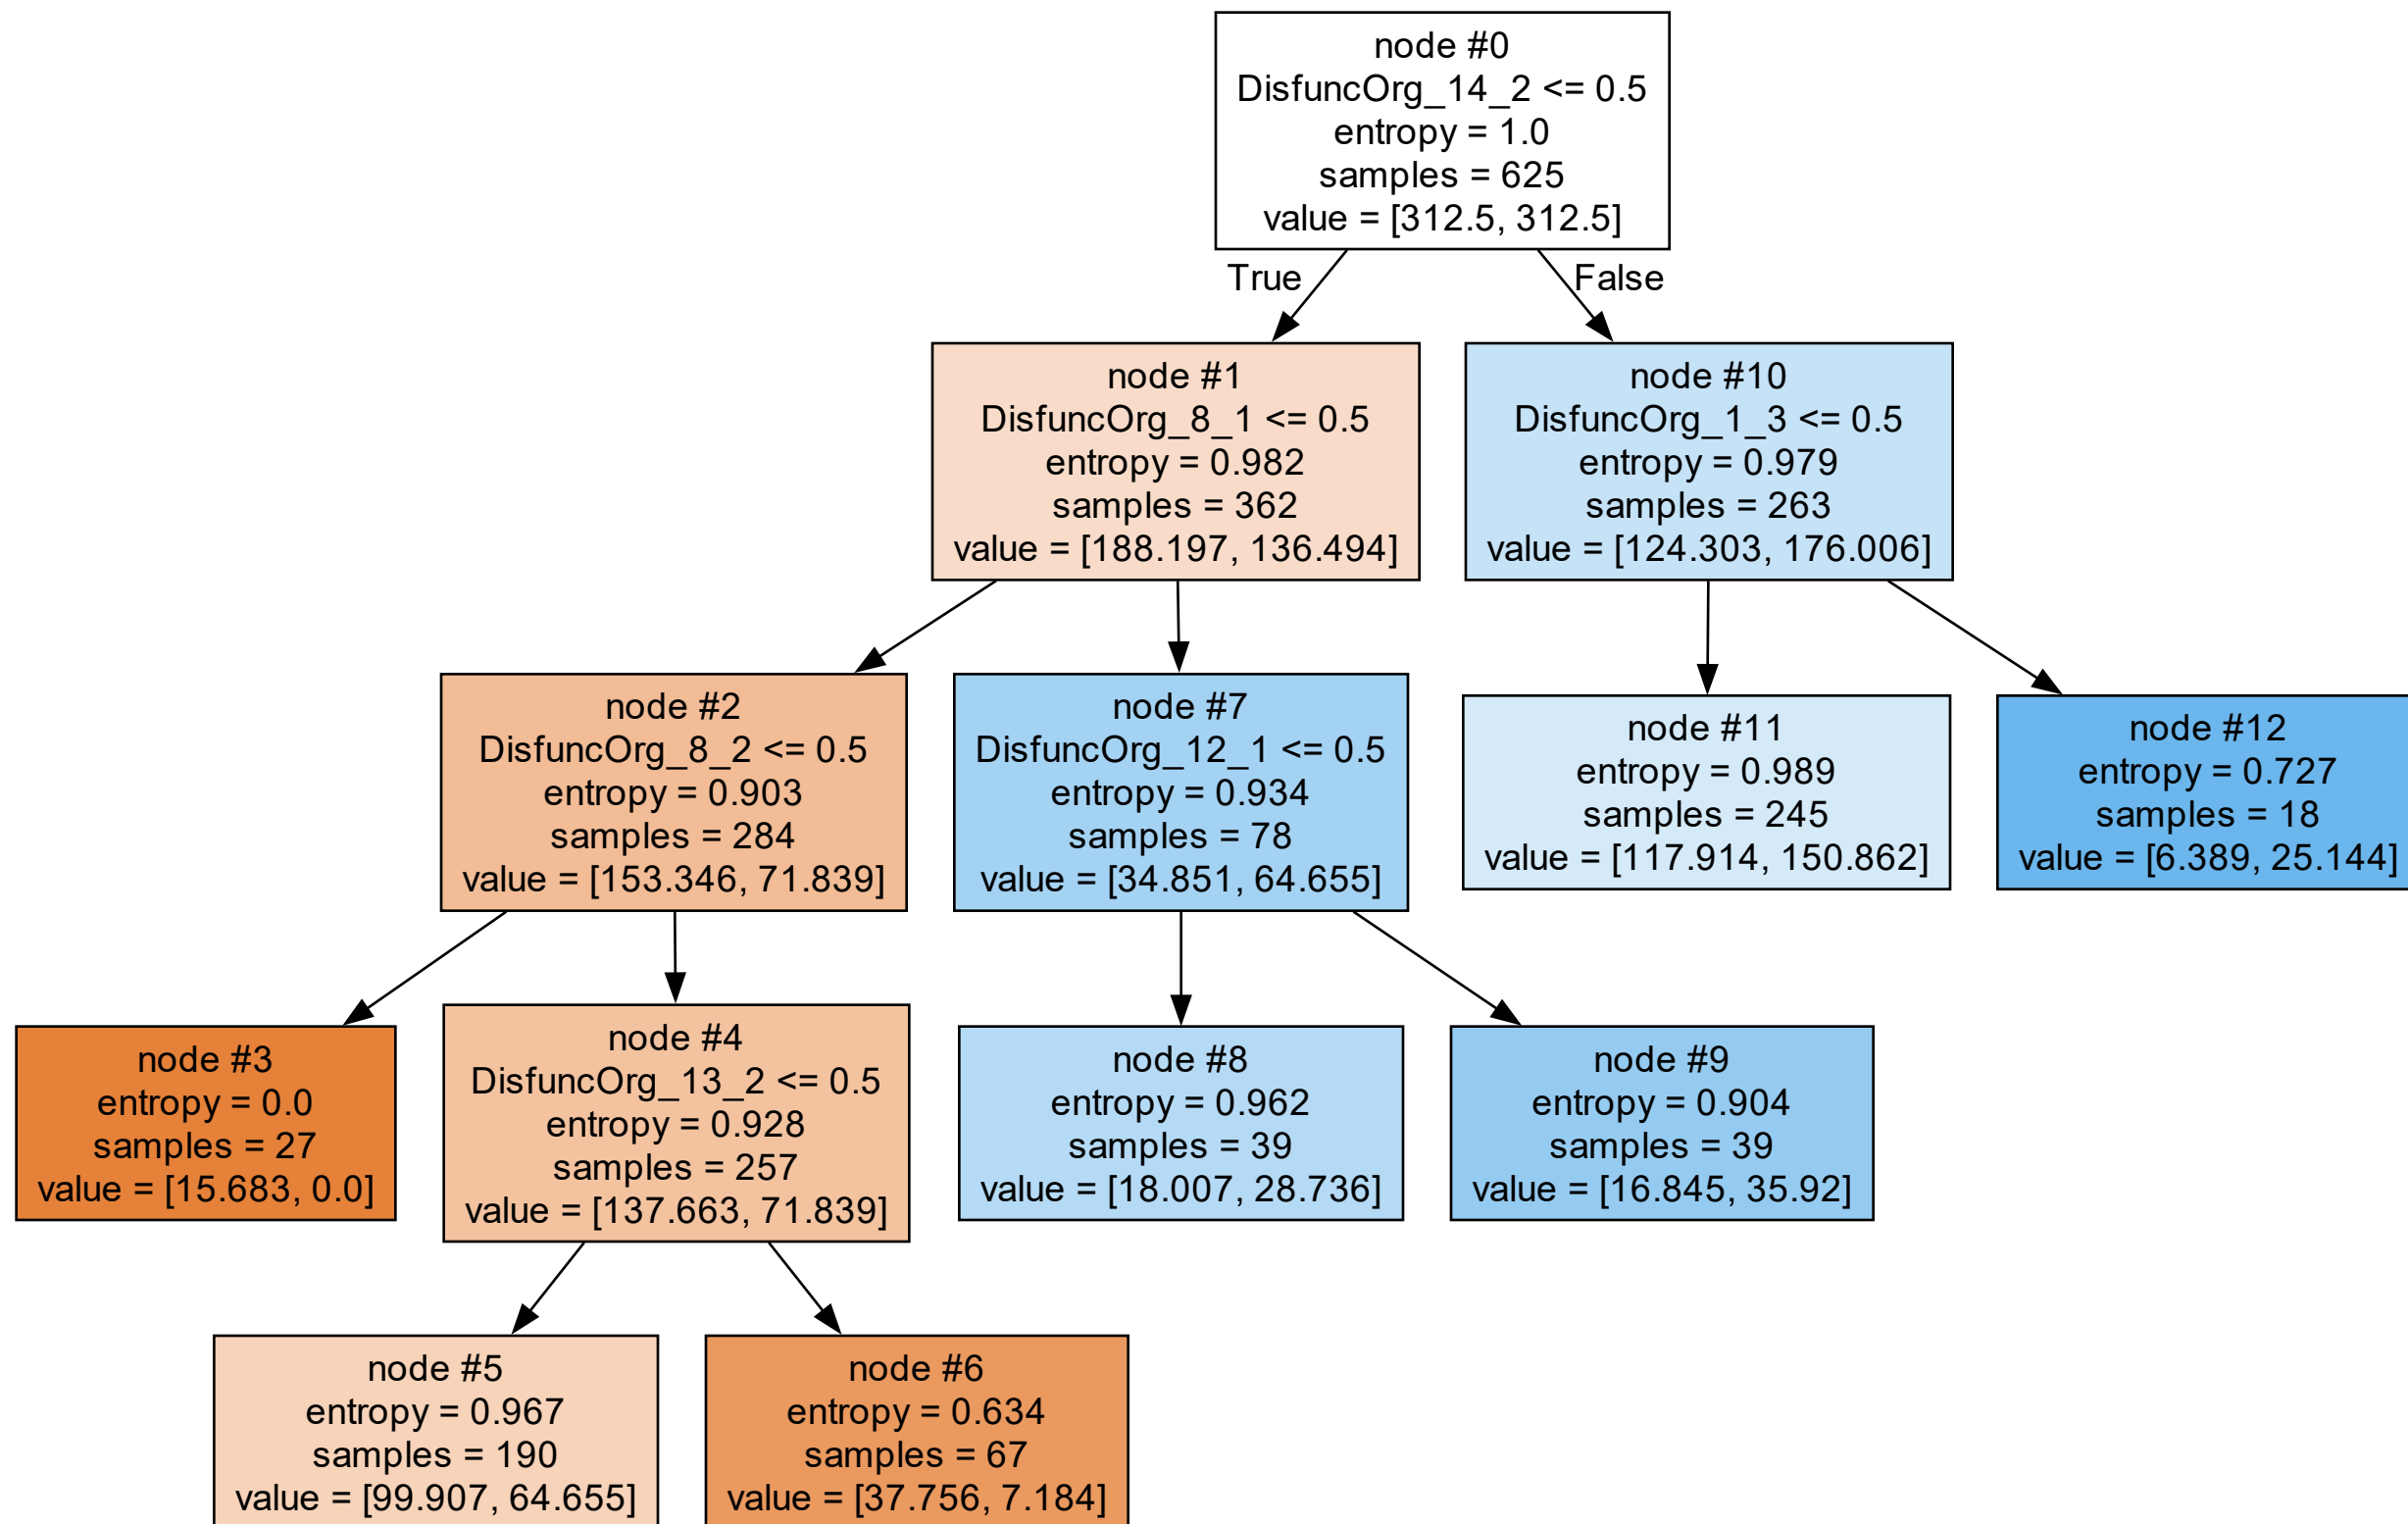 node #0
DisfuncOrg_14_2 <= 0.5
entropy = 1.0
samples = 625
value = [312.5, 312.5]
True
False
node #1
DisfuncOrg_8_1 <= 0.5
entropy = 0.982
samples = 362
value = [188.197, 136.494]
node #10
DisfuncOrg_1_3 <= 0.5
entropy = 0.979
samples = 263
value = [124.303, 176.006]
node #2
DisfuncOrg_8_2 <= 0.5
entropy = 0.903
samples = 284
value = [153.346, 71.839]
node #7
DisfuncOrg_12_1 <= 0.5
entropy = 0.934
samples = 78
value = [34.851, 64.655]
node #11
entropy = 0.989
samples = 245
value = [117.914, 150.862]
node #12
entropy = 0.727
samples = 18
value = [6.389, 25.144]
node #3
entropy = 0.0
samples = 27
value = [15.683, 0.0]
node #4
DisfuncOrg_13_2 <= 0.5
entropy = 0.928
samples = 257
value = [137.663, 71.839]
node #8
entropy = 0.962
samples = 39
value = [18.007, 28.736]
node #9
entropy = 0.904
samples = 39
value = [16.845, 35.92]
node #5
entropy = 0.967
samples = 190
value = [99.907, 64.655]
node #6
entropy = 0.634
samples = 67
value = [37.756, 7.184]